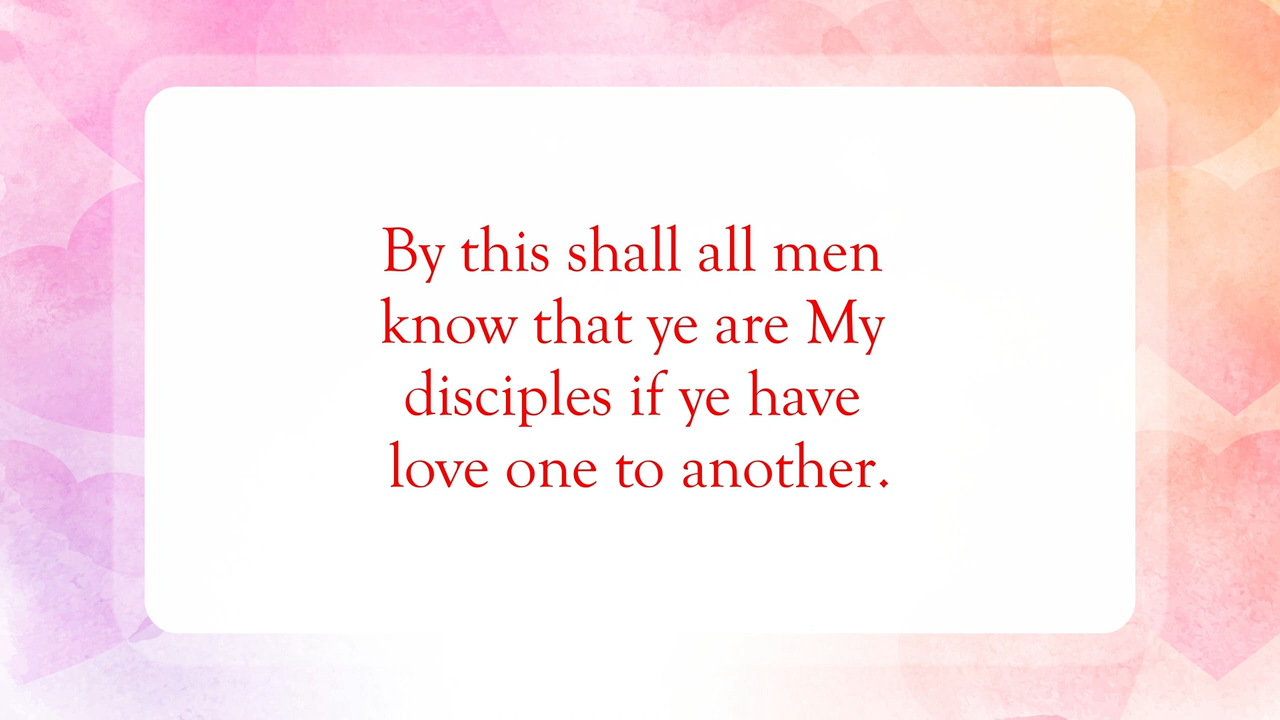 By this shall all men
know that ye are My
disciples if ye have
love one to another.